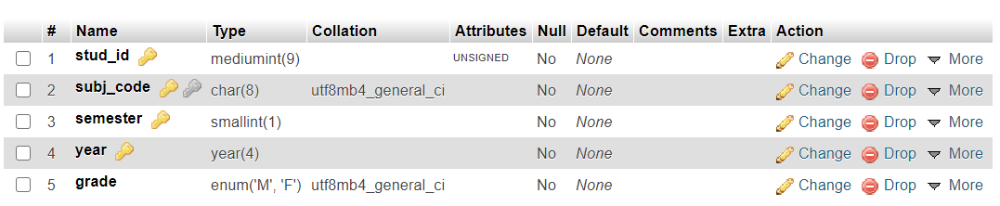 # Name Type Collation Attributes Null Default Comments Extra Action
1 stud_id mediumint(9) UNSIGNED No None Change Drop More
2 subj_code char(8) utf8mb4_general_ci No None Change Drop More
3 semester smallint(1) No None Change Drop More
4 year year(4) No None Change Drop More
5 grade enum('M', 'F') utf8mb4_general_ci No None Change Drop More